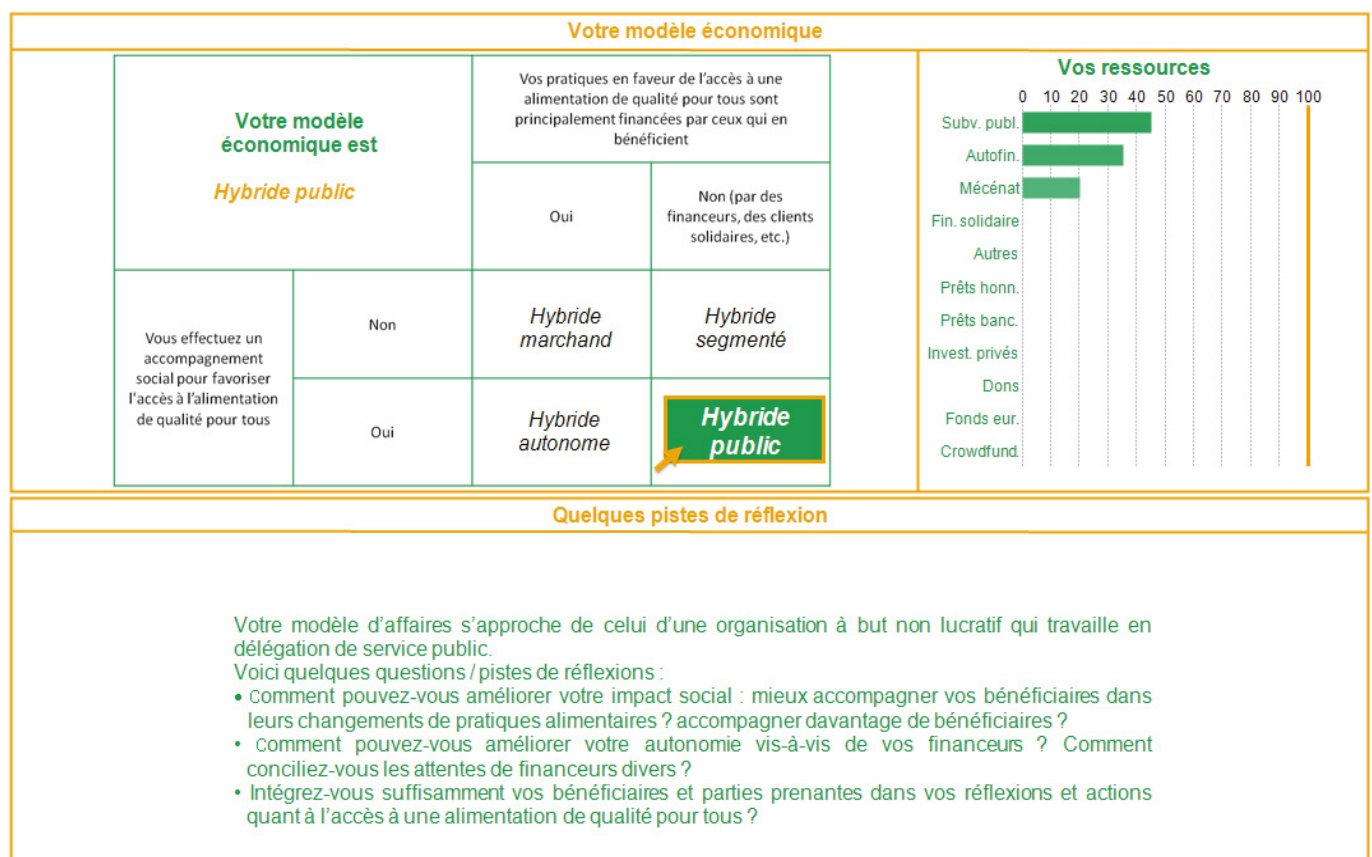 Votre modèle économique
Votre modèle
économique est
Hybride public
Vos pratiques en faveur de l'accès à une
alimentation de qualité pour tous sont
principalement financées par ceux qui en
bénéficient
Oui
Non (par des
financeurs, des clients
solidaires, etc.)
Vous effectuez un
accompagnement
social pour favoriser
l'accès à l'alimentation
de qualité pour tous
Non
Hybride
marchand
Hybride
segmenté
Oui
Hybride
autonome
Hybride
public
Vos ressources
0 10 20 30 40 50 60 70 80 90 100
Subv. publ.
Autofin.
Mécénat
Fin. solidaire
Autres
Prêts honn.
Prêts banc.
Invest. privés
Dons
Fonds eur.
Crowdfund.
Quelques pistes de réflexion
Votre modèle d'affaires s'approche de celui d'une organisation à but non lucratif qui travaille en
délégation de service public.
Voici quelques questions / pistes de réflexions :
• Comment pouvez-vous améliorer votre impact social : mieux accompagner vos bénéficiaires dans
leurs changements de pratiques alimentaires ? accompagner davantage de bénéficiaires ?
• Comment pouvez-vous améliorer votre autonomie vis-à-vis de vos financeurs ? Comment
conciliez-vous les attentes de financeurs divers ?
• Intégrez-vous suffisamment vos bénéficiaires et parties prenantes dans vos réflexions et actions
quant à l'accès à une alimentation de qualité pour tous ?